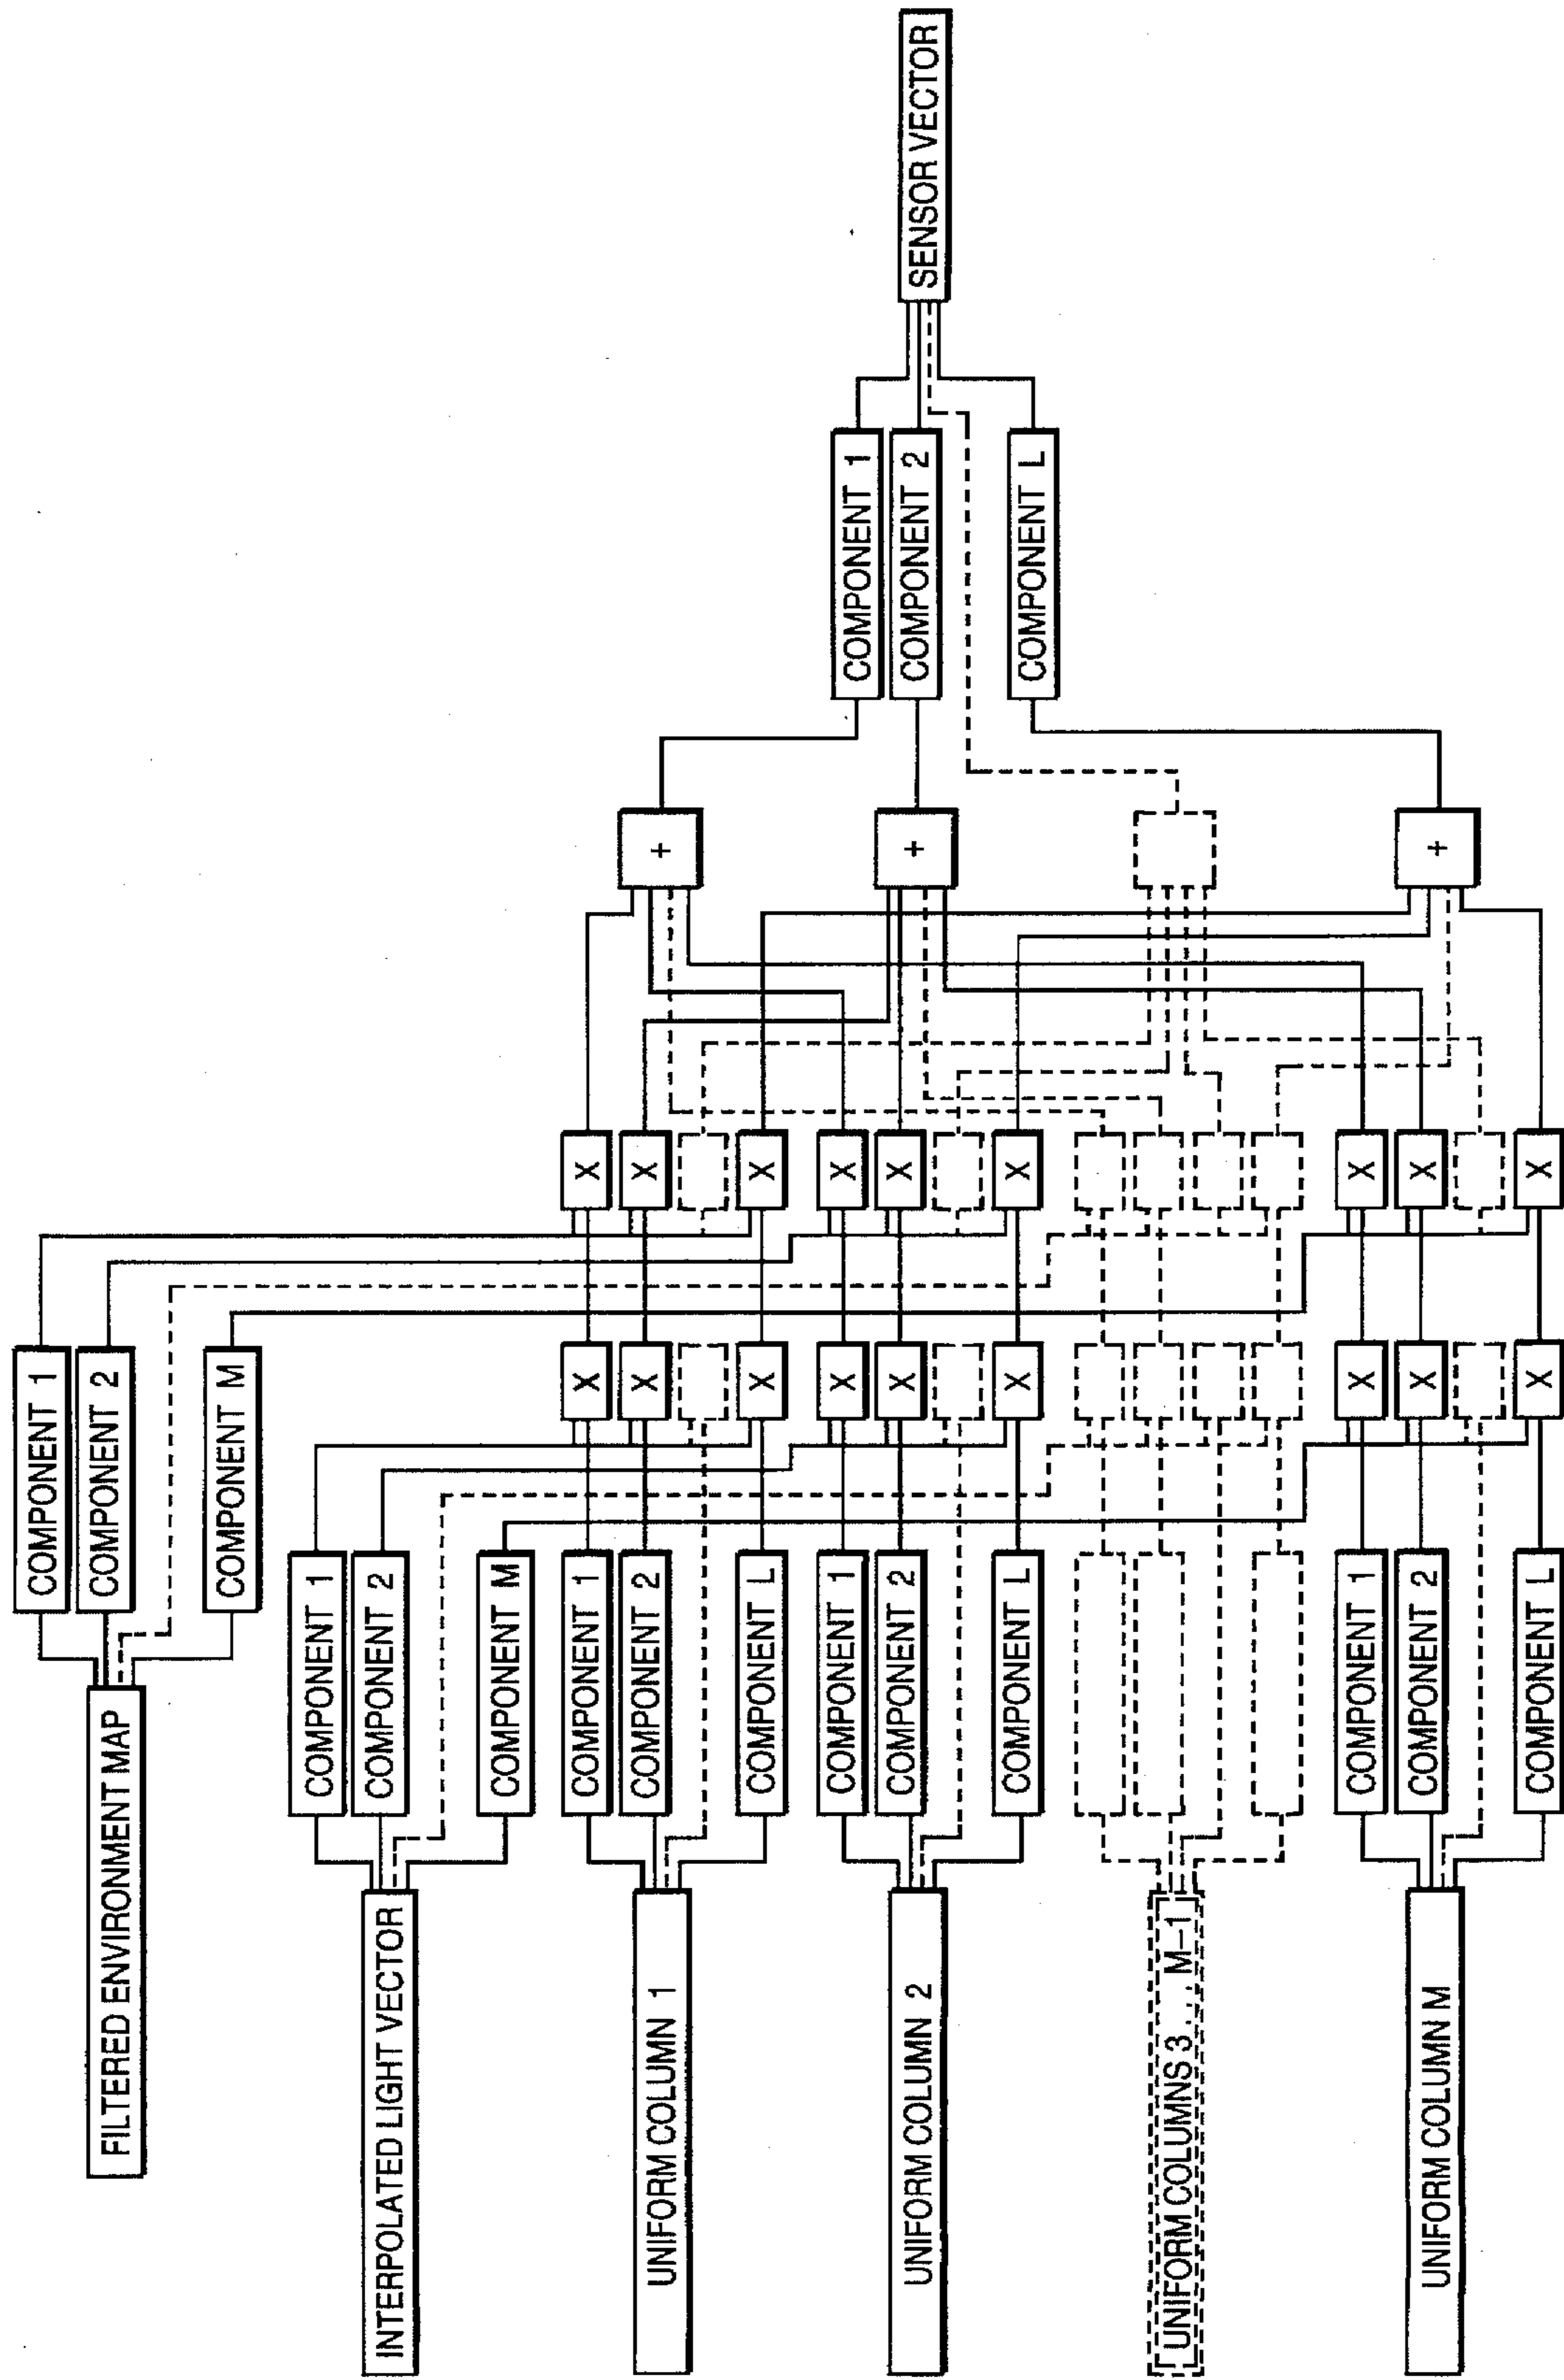 FILTERED ENVIRONMENT MAP
COMPONENT 1
COMPONENT 2
COMPONENT M
INTERPOLATED LIGHT VECTOR
COMPONENT 1
COMPONENT 2
COMPONENT M
UNIFORM COLUMN 1
COMPONENT 1
COMPONENT 2
COMPONENT L
X
X
X
X
X
X
UNIFORM COLUMN 2
COMPONENT 1
COMPONENT 2
COMPONENT L
X
X
X
X
X
X
UNIFORM COLUMNS 3 ... M-1
UNIFORM COLUMN M
COMPONENT 1
COMPONENT 2
COMPONENT L
X
X
X
X
X
X
+
+
+
COMPONENT 1
COMPONENT 2
COMPONENT L
SENSOR VECTOR